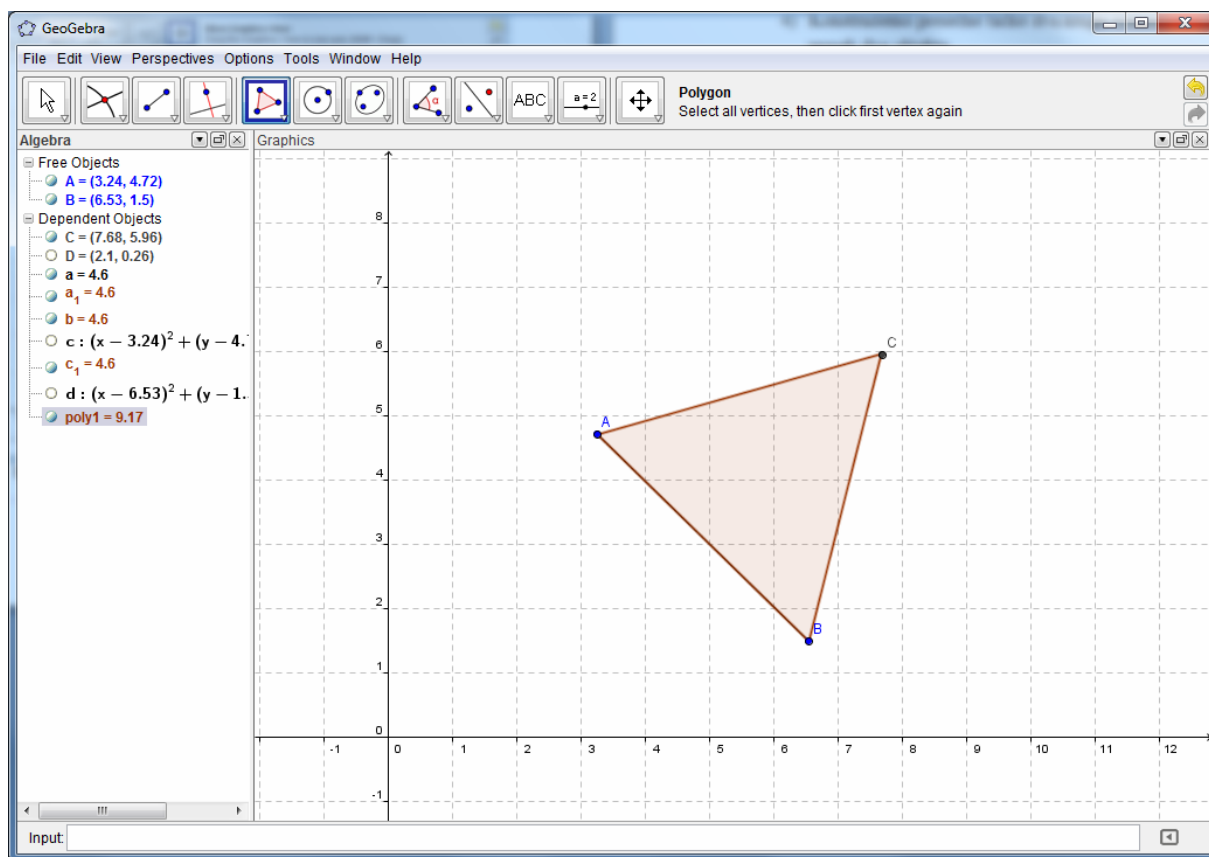 GeoGebra
File Edit View Perspectives Options Tools Window Help
ABC
a = 2
Polygon
Select all vertices, then click first vertex again
Algebra
Graphics
Free Objects
A = (3.24, 4.72)
B = (6.53, 1.5)
Dependent Objects
C = (7.68, 5.96)
D = (2.1, 0.26)
a = 4.6
a₁ = 4.6
b = 4.6
c : (x − 3.24)² + (y − 4.
c₁ = 4.6
d : (x − 6.53)² + (y − 1.
poly1 = 9.17
8
7
6
5
4
3
2
1
0
-1
-1 0 1 2 3 4 5 6 7 8 9 10 11 12
A
B
C
α
Input: